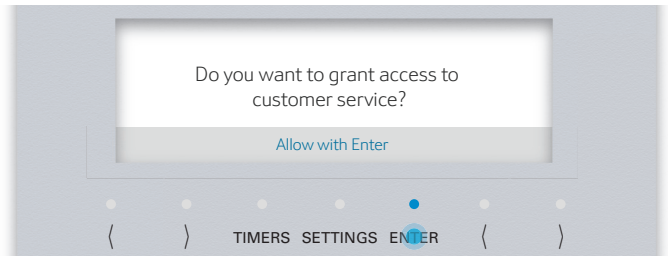 Do you want to grant access to
customer service?
Allow with Enter
⟨ ⟩ TIMERS SETTINGS ENTER ⟨ ⟩